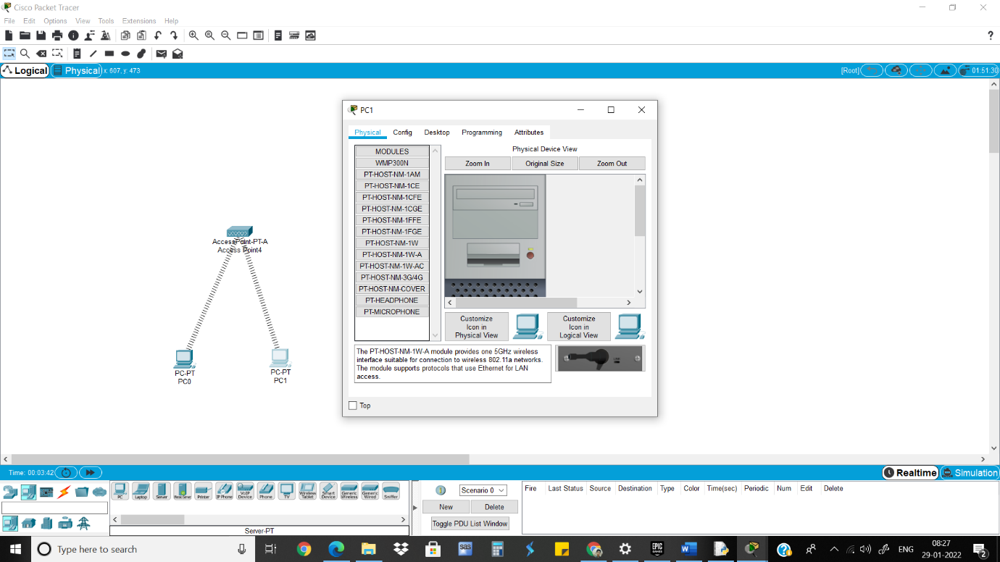 Cisco Packet Tracer
File Edit Options View Tools Extensions Help
?
Logical Physical x: 607, y: 473 [Root] 01:51:30
PC1
Physical Config Desktop Programming Attributes
MODULES
WMP300N
PT-HOST-NM-1AM
PT-HOST-NM-1CE
PT-HOST-NM-1CFE
PT-HOST-NM-1CGE
PT-HOST-NM-1FFE
PT-HOST-NM-1FGE
PT-HOST-NM-1W
PT-HOST-NM-1W-A
PT-HOST-NM-1W-AC
PT-HOST-NM-3G/4G
PT-HOST-NM-COVER
PT-HEADPHONE
PT-MICROPHONE
Physical Device View
Zoom In Original Size Zoom Out
Customize
Icon in
Physical View
Customize
Icon in
Logical View
The PT-HOST-NM-1W-A module provides one 5GHz wireless
interface suitable for connection to wireless 802.11a networks.
The module supports protocols that use Ethernet for LAN
access.
Top
AccessPoint-PT-A
Access Point4
PC-PT
PC0
PC-PT
PC1
Time: 00:03:42 Realtime Simulation
PC Laptop Server Printer IP Phone VoIP Device Phone TV Wireless Tablet Smart Device Generic Wireless Generic Wired Sniffer
Server-PT
Scenario 0
New Delete
Toggle PDU List Window
Fire Last Status Source Destination Type Color Time(sec) Periodic Num Edit Delete
Type here to search
sas
EPIC GAMES
ENG
08:27
29-01-2022
2